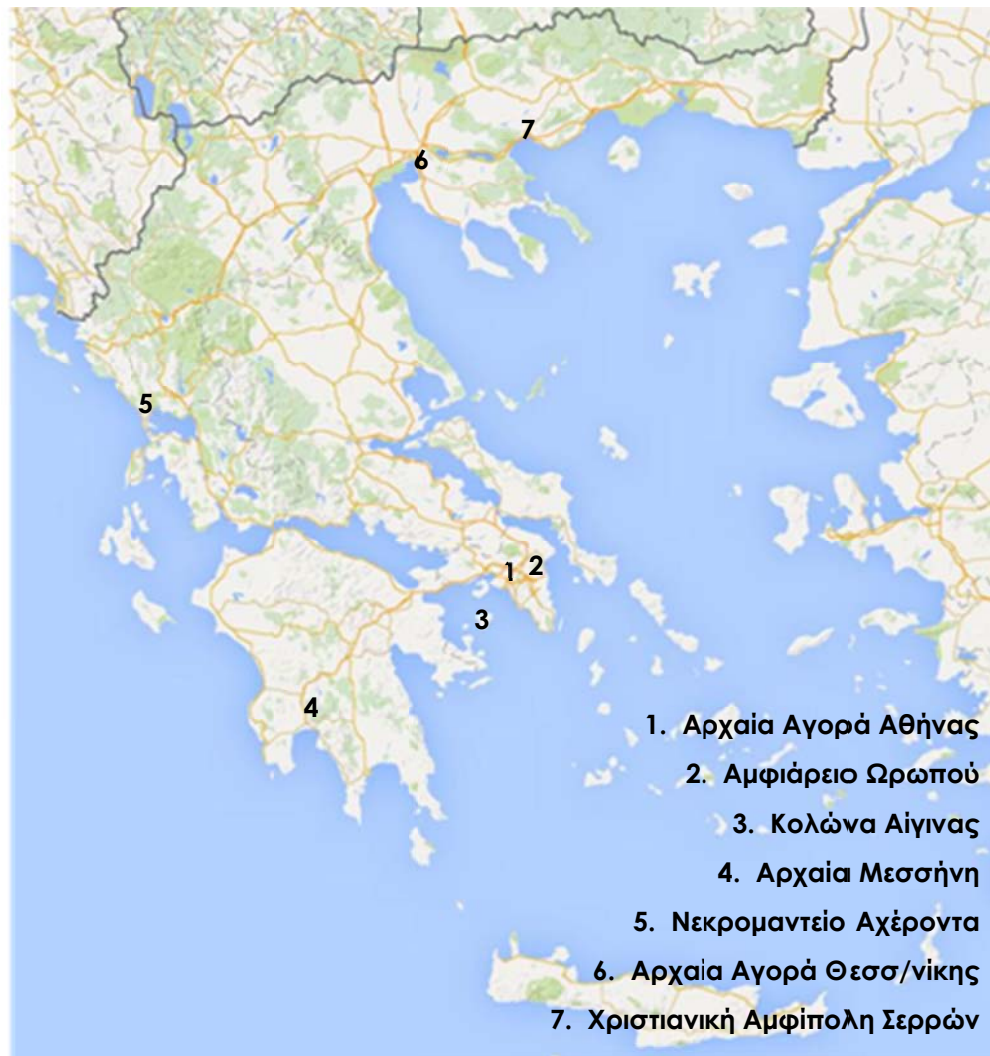 7
6
5
1
2
3
4
1. Αρχαία Αγορά Αθήνας
2. Αμφιάρειο Ωρωπού
3. Κολώνα Αίγινας
4. Αρχαία Μεσσήνη
5. Νεκρομαντείο Αχέροντα
6. Αρχαία Αγορά Θεσσ/νίκης
7. Χριστιανική Αμφίπολη Σερρών